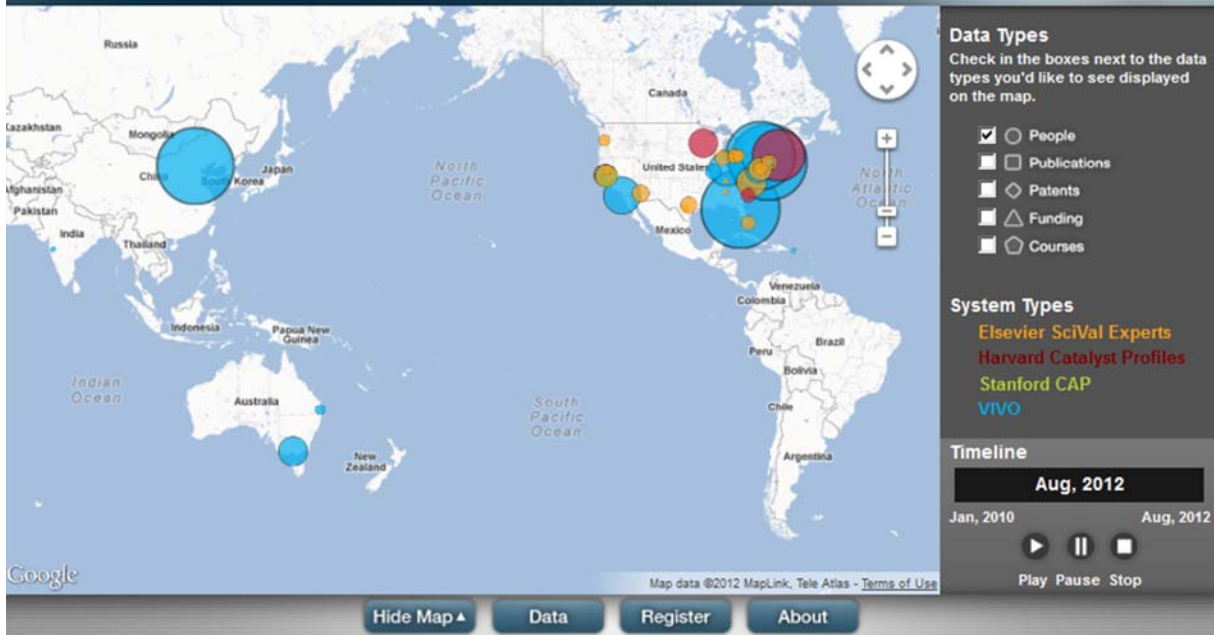 Russia
Canada
Kazakhstan
Mongolia
North
Pacific
Ocean
United States
North
Atlantic
Ocean
Japan
China
South Korea
Afghanistan
Pakistan
India
Thailand
Mexico
Venezuela
Colombia
Indonesia
Papua New
Guinea
Peru
Brazil
Bolivia
Indian
Ocean
Australia
South
Pacific
Ocean
Chile
New
Zealand
Argentina
Google
Map data ©2012 MapLink, Tele Atlas - Terms of Use
Data Types
Check in the boxes next to the data
types you'd like to see displayed
on the map.
People
Publications
Patents
Funding
Courses
System Types
Elsevier SciVal Experts
Harvard Catalyst Profiles
Stanford CAP
VIVO
Timeline
Aug, 2012
Jan, 2010 Aug, 2012
Play Pause Stop
Hide Map ▲ Data Register About